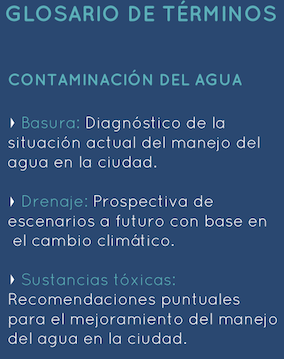 GLOSARIO DE TÉRMINOS
CONTAMINACIÓN DEL AGUA
Basura: Diagnóstico de la
situación actual del manejo del
agua en la ciudad.
Drenaje: Prospectiva de
escenarios a futuro con base en
el cambio climático.
Sustancias tóxicas:
Recomendaciones puntuales
para el mejoramiento del manejo
del agua en la ciudad.